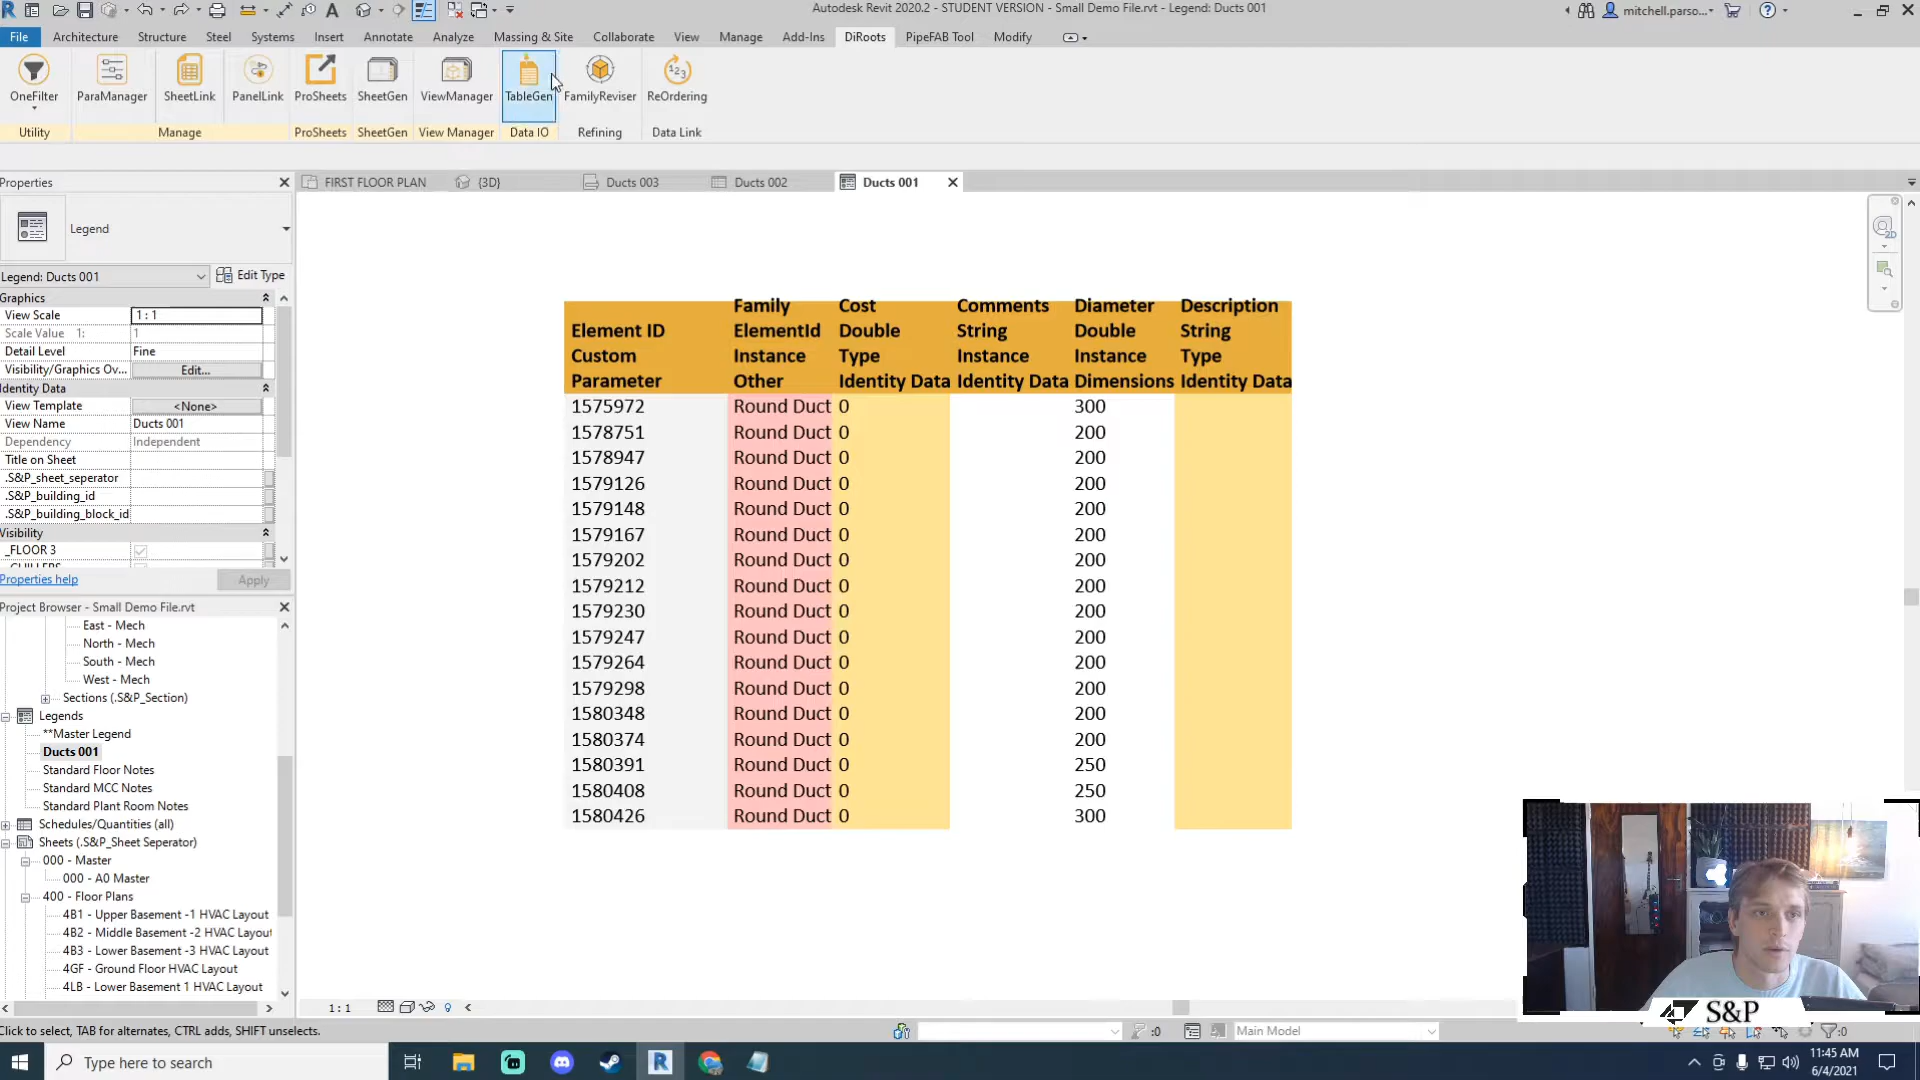 Autodesk Revit 2020.2 - STUDENT VERSION - Small Demo File.rvt - Legend: Ducts 001
mitchell.parso...
File Architecture Structure Steel Systems Insert Annotate Analyze Massing & Site Collaborate View Manage Add-Ins DiRoots PipeFAB Tool Modify
OneFilter ParaManager SheetLink PanelLink ProSheets SheetGen ViewManager TableGen FamilyReviser ReOrdering
Utility Manage ProSheets SheetGen View Manager Data IO Refining Data Link
Properties
FIRST FLOOR PLAN {3D} Ducts 003 Ducts 002 Ducts 001
Legend
Legend: Ducts 001 Edit Type
Graphics
View Scale 1 : 1
Scale Value 1: 1
Detail Level Fine
Visibility/Graphics Ov... Edit...
Identity Data
View Template <None>
View Name Ducts 001
Dependency Independent
Title on Sheet
.S&P_sheet_seperator
.S&P_building_id
.S&P_building_block_id
Visibility
_FLOOR 3
Properties help Apply
Project Browser - Small Demo File.rvt
East - Mech
North - Mech
South - Mech
West - Mech
Sections (.S&P_Section)
Legends
**Master Legend
Ducts 001
Standard Floor Notes
Standard MCC Notes
Standard Plant Room Notes
Schedules/Quantities (all)
Sheets (.S&P_Sheet Seperator)
000 - Master
000 - A0 Master
400 - Floor Plans
4B1 - Upper Basement -1 HVAC Layout
4B2 - Middle Basement -2 HVAC Layout
4B3 - Lower Basement -3 HVAC Layout
4GF - Ground Floor HVAC Layout
4LB - Lower Basement 1 HVAC Layout
Family Cost Comments Diameter Description
Element ID ElementId Double String Double String
Custom Instance Type Instance Instance Type
Parameter Other Identity Data Identity Data Dimensions Identity Data
1575972 Round Duct 0 300
1578751 Round Duct 0 200
1578947 Round Duct 0 200
1579126 Round Duct 0 200
1579148 Round Duct 0 200
1579167 Round Duct 0 200
1579202 Round Duct 0 200
1579212 Round Duct 0 200
1579230 Round Duct 0 200
1579247 Round Duct 0 200
1579264 Round Duct 0 200
1579298 Round Duct 0 200
1580348 Round Duct 0 200
1580374 Round Duct 0 200
1580391 Round Duct 0 250
1580408 Round Duct 0 250
1580426 Round Duct 0 300
2D
S&P
1 : 1
Click to select, TAB for alternates, CTRL adds, SHIFT unselects.
:0 Main Model :0
Type here to search
11:45 AM
6/4/2021